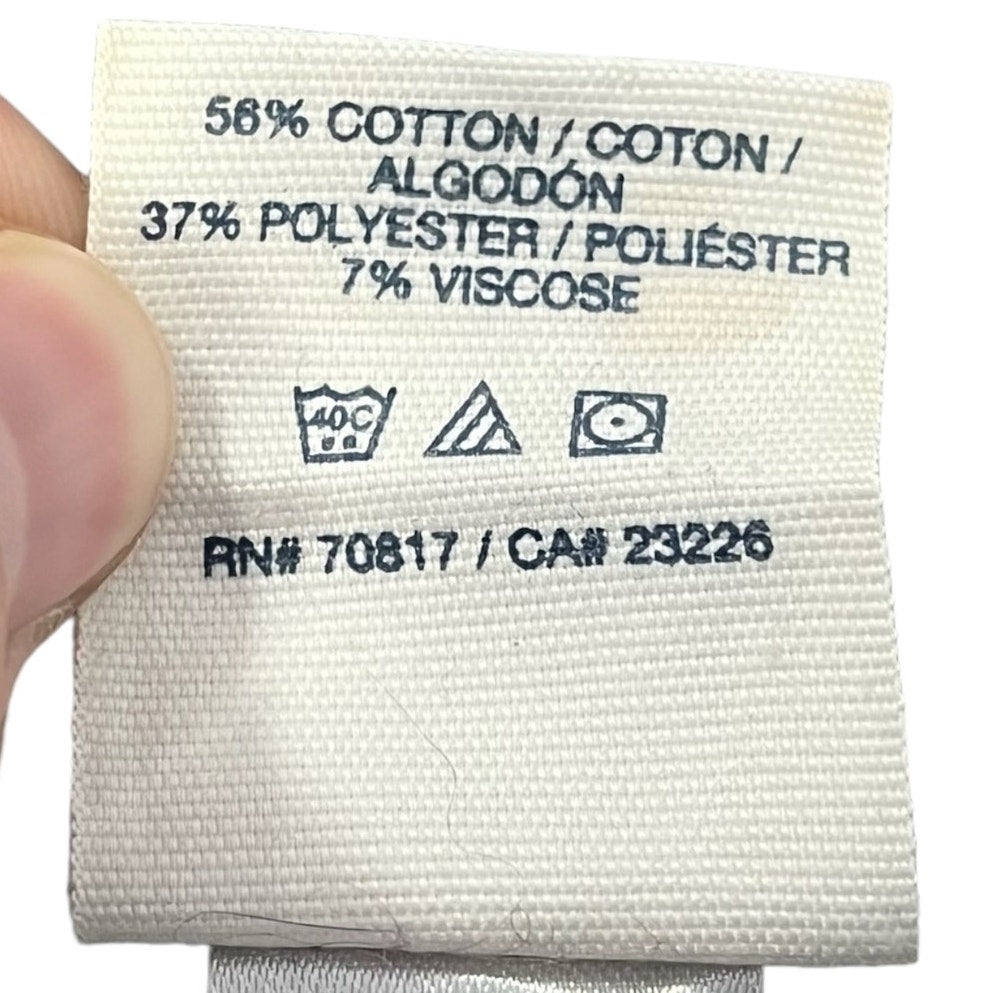 56% COTTON / COTON /
ALGODÓN
37% POLYESTER / POLIÉSTER
7% VISCOSE
40C
RN# 70817 / CA# 23226